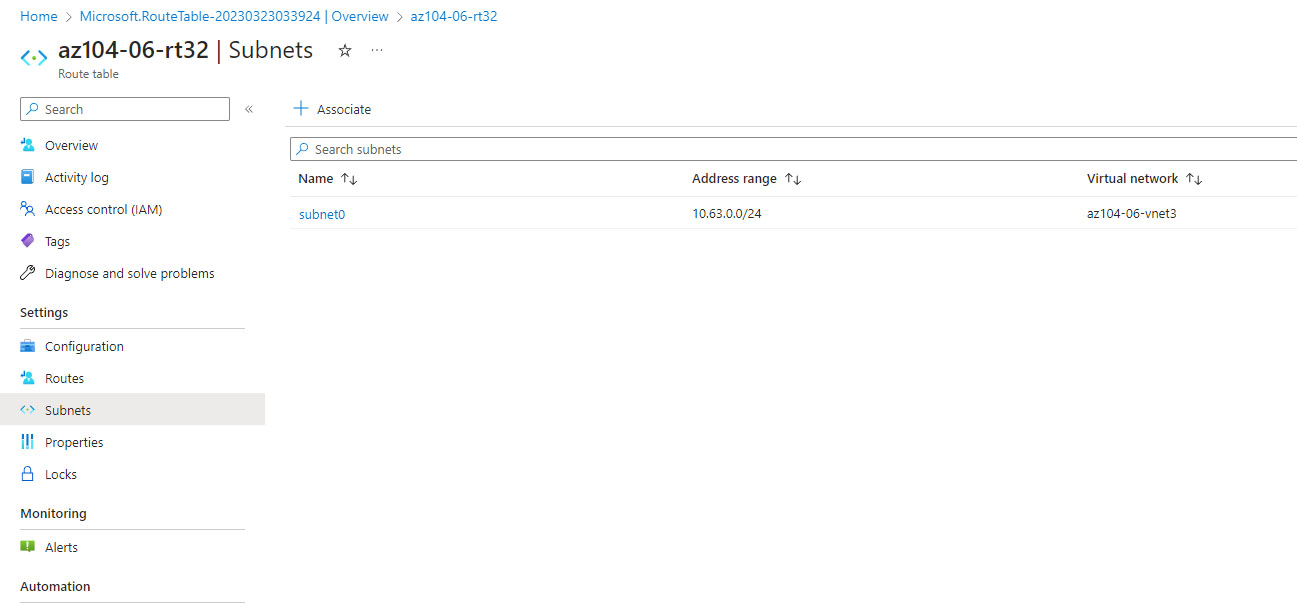 Home > Microsoft.RouteTable-20230323033924 | Overview > az104-06-rt32
az104-06-rt32 | Subnets ☆ ...
Route table
Search «
+ Associate
Overview
Activity log
Access control (IAM)
Tags
Diagnose and solve problems
Settings
Configuration
Routes
Subnets
Properties
Locks
Monitoring
Alerts
Automation
Search subnets
Name ↑↓ Address range ↑↓ Virtual network ↑↓
subnet0 10.63.0.0/24 az104-06-vnet3